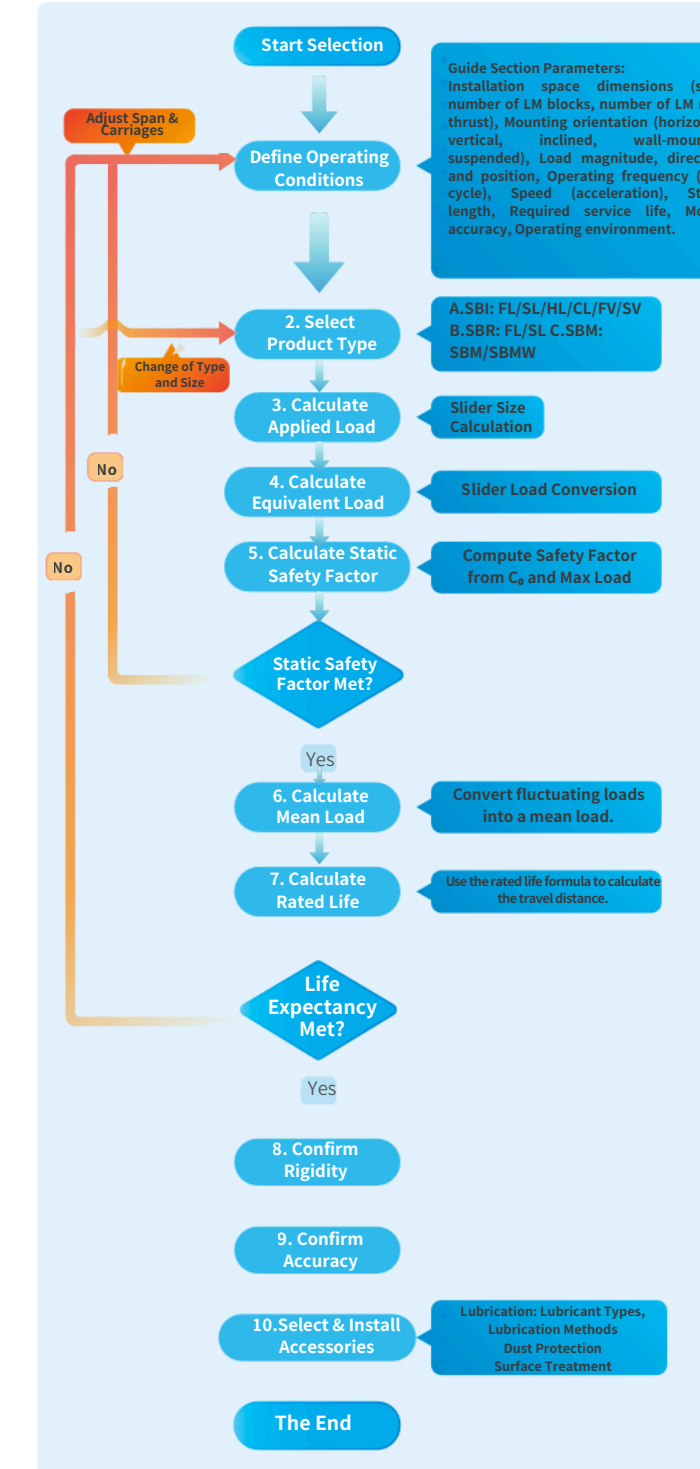 Start Selection
Guide Section Parameters:
Installation space dimensions
number of LM blocks, number of LM
thrust), Mounting orientation
vertical, inclined,
suspended), Load magnitude,
and position, Operating frequency
cycle), Speed (acceleration),
length, Required service life,
accuracy, Operating environment.
Adjust Span &
Carriages
Define Operating
Conditions
2. Select
Product Type
A.SBI: FL/SL/HL/CL/FV/SV
B.SBR: FL/SL C.SBM:
SBM/SBMW
Change of Type
and Size
3. Calculate
Applied Load
Slider Size
Calculation
No
4. Calculate
Equivalent Load
Slider Load Conversion
No
5. Calculate Static
Safety Factor
Compute Safety Factor
from C₀ and Max Load
Static Safety
Factor Met?
Yes
6. Calculate
Mean Load
Convert fluctuating loads
into a mean load.
7. Calculate
Rated Life
Use the rated life formula to calculate
the travel distance.
Life
Expectancy
Met?
Yes
8. Confirm
Rigidity
9. Confirm
Accuracy
10.Select & Install
Accessories
Lubrication: Lubricant Types,
Lubrication Methods
Dust Protection
Surface Treatment
The End